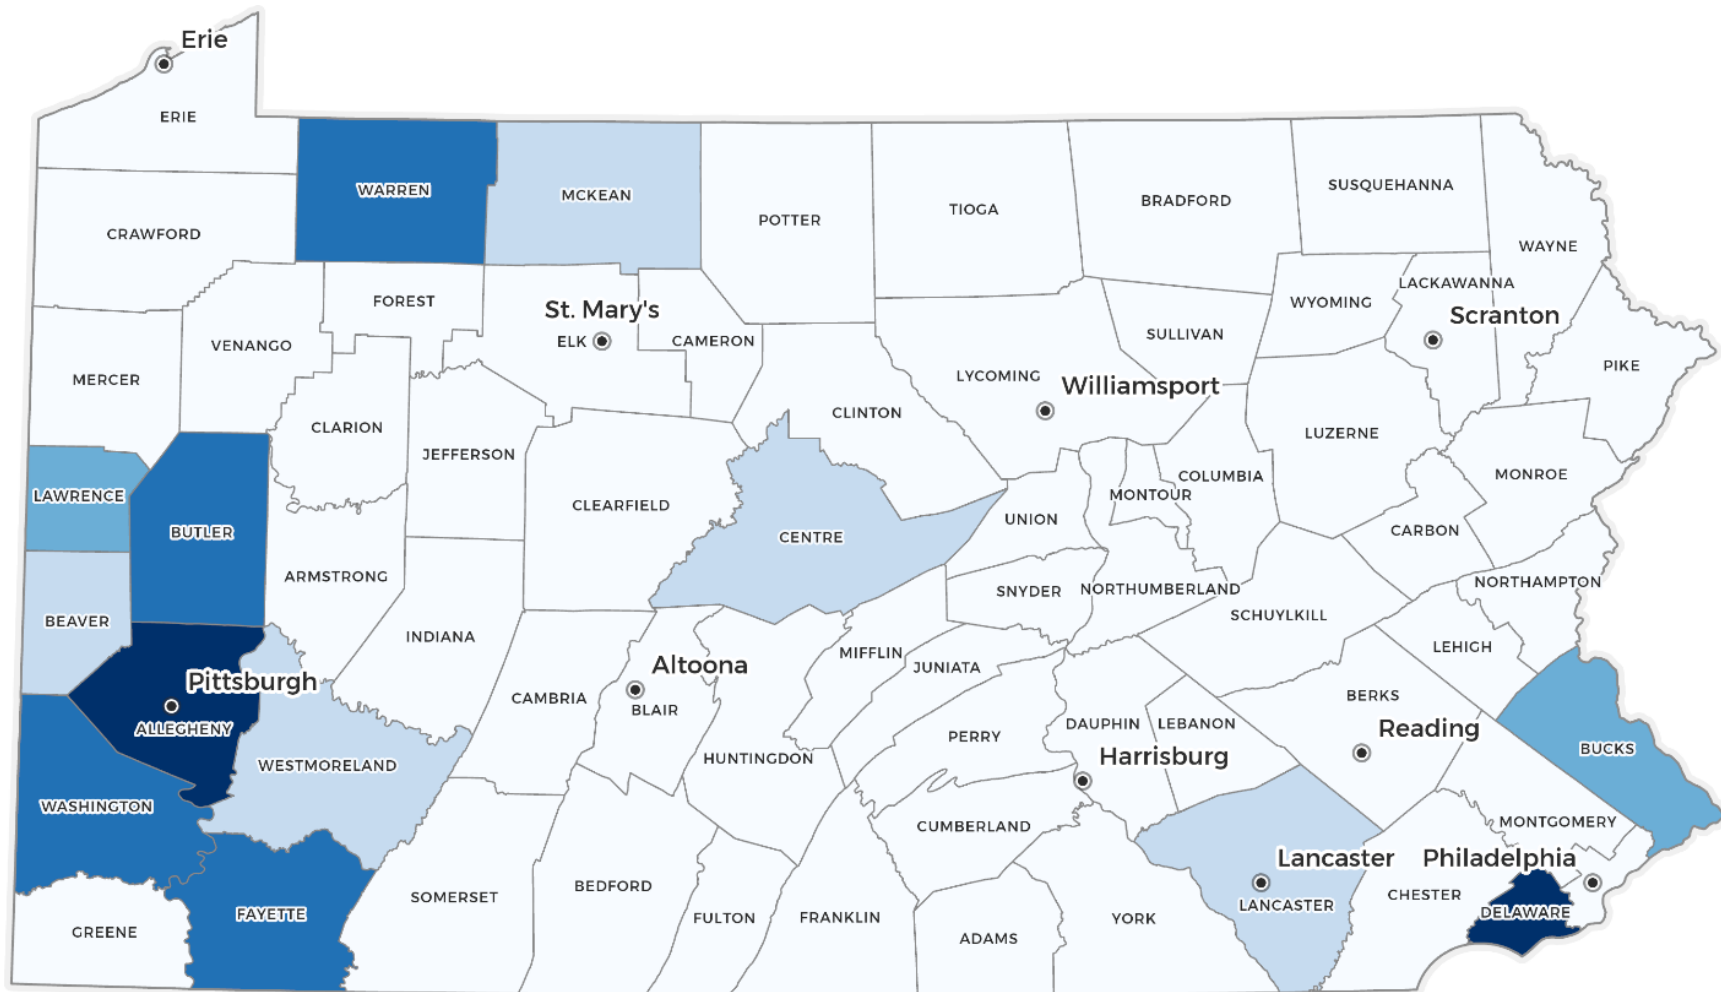 Erie
ERIE
WARREN
MCKEAN
POTTER
TIOGA
BRADFORD
SUSQUEHANNA
CRAWFORD
WAYNE
FOREST
St. Mary's
ELK
CAMERON
VENANGO
MERCER
WYOMING
LACKAWANNA
Scranton
SULLIVAN
PIKE
LYCOMING
Williamsport
CLINTON
CLARION
JEFFERSON
LUZERNE
COLUMBIA
MONTOUR
MONROE
LAWRENCE
BUTLER
CLEARFIELD
CENTRE
UNION
CARBON
ARMSTRONG
SNYDER
NORTHUMBERLAND
NORTHAMPTON
BEAVER
INDIANA
SCHUYLKILL
LEHIGH
MIFFLIN
JUNIATA
Pittsburgh
ALLEGHENY
CAMBRIA
Altoona
BLAIR
BERKS
Reading
DAUPHIN
LEBANON
PERRY
Harrisburg
BUCKS
WESTMORELAND
HUNTINGDON
WASHINGTON
CUMBERLAND
MONTGOMERY
Lancaster
LANCASTER
Philadelphia
CHESTER
DELAWARE
SOMERSET
BEDFORD
FAYETTE
FULTON
FRANKLIN
YORK
GREENE
ADAMS